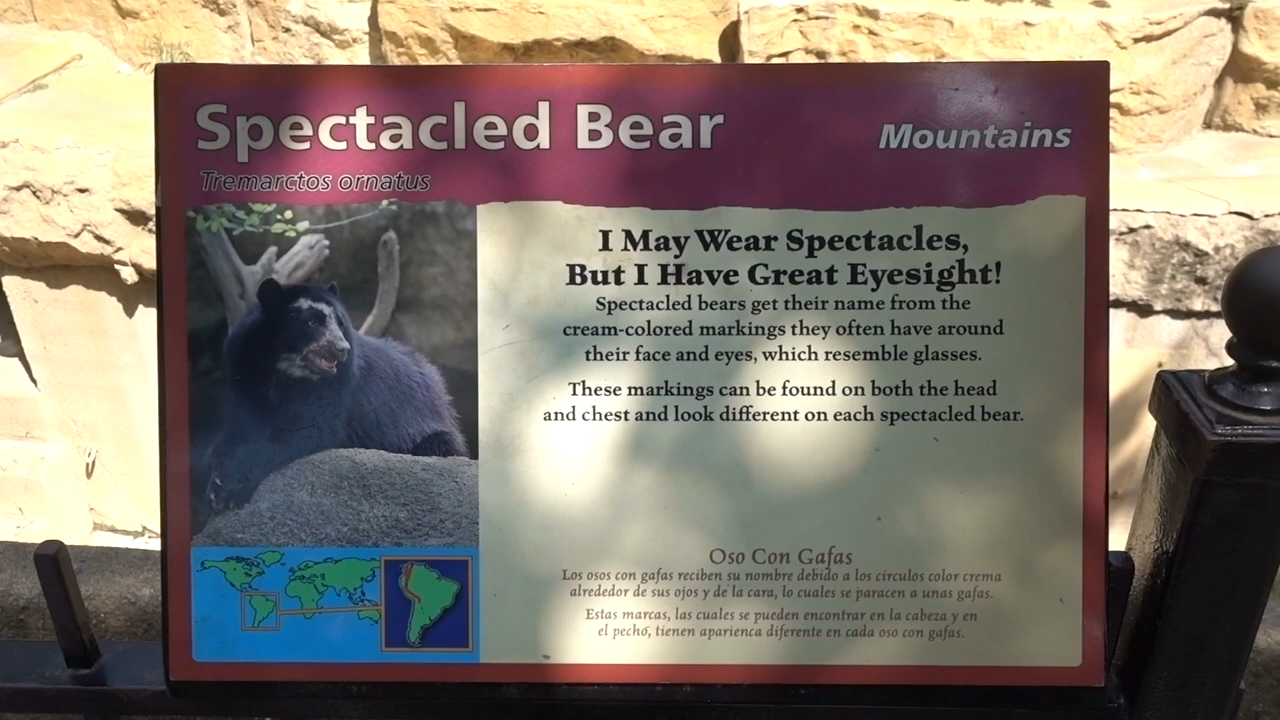 Spectacled Bear
Mountains
Tremarctos ornatus
I May Wear Spectacles,
But I Have Great Eyesight!
Spectacled bears get their name from the
cream-colored markings they often have around
their face and eyes, which resemble glasses.
These markings can be found on both the head
and chest and look different on each spectacled bear.
Oso Con Gafas
Los osos con gafas reciben su nombre debido a los circulos color crema
alrededor de sus ojos y de la cara, lo cuales se paracen a unas gafas.
Estas marcas, las cuales se pueden encontrar en la cabeza y en
el pecho, tienen aparienca diferente en cada oso con gafas.